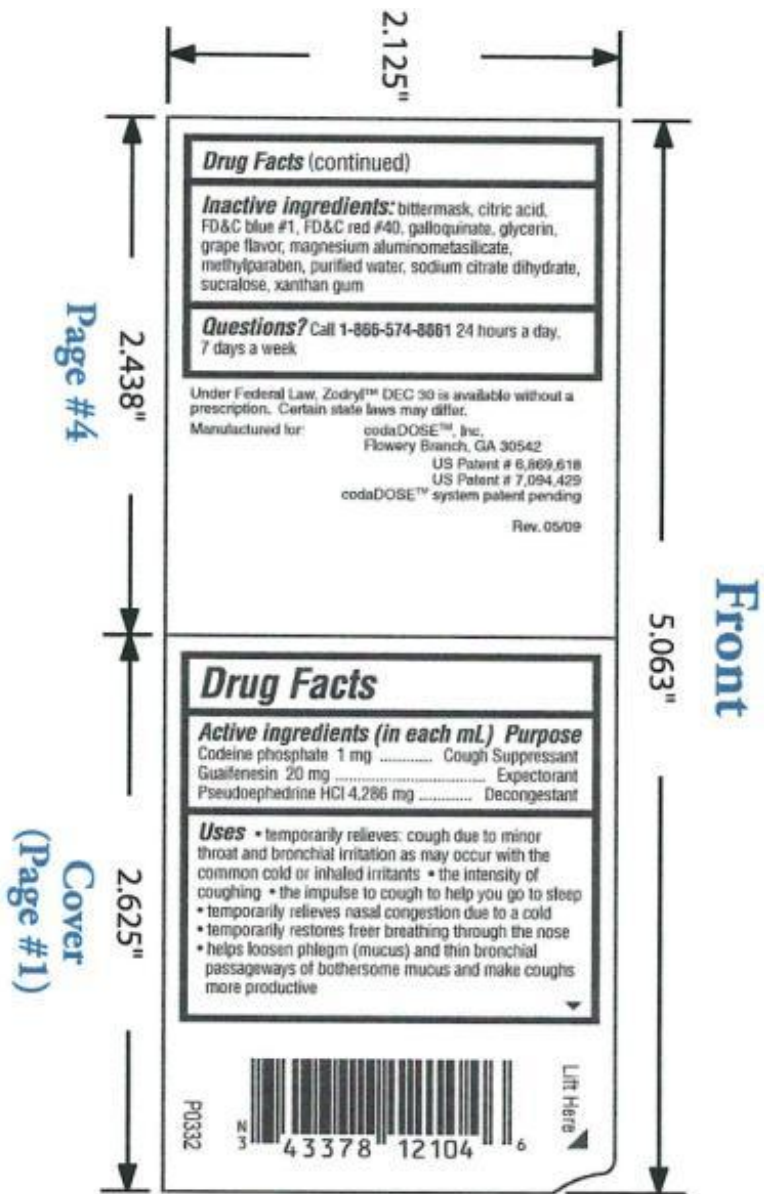 Front
5.063"
2.125"
2.438"
Page #4
2.625"
Cover
(Page #1)
Drug Facts (continued)
Inactive ingredients: bittermask, citric acid,
FD&C blue #1, FD&C red #40, galloquinate, glycerin,
grape flavor, magnesium aluminometasilicate,
methylparaben, purified water, sodium citrate dihydrate,
sucralose, xanthan gum
Questions? Call 1-866-574-8861 24 hours a day,
7 days a week
Under Federal Law, Zodryl™ DEC 30 is available without a
prescription. Certain state laws may differ.
Manufactured for: codaDOSE™, Inc.
Flowery Branch, GA 30542
US Patent # 6,869,618
US Patent # 7,094,429
codaDOSE™ system patent pending
Rev. 05/09
Drug Facts
Active ingredients (in each mL) Purpose
Codeine phosphate 1 mg ............ Cough Suppressant
Guaifenesin 20 mg ..................................... Expectorant
Pseudoephedrine HCl 4.286 mg ............. Decongestant
Uses • temporarily relieves: cough due to minor
throat and bronchial irritation as may occur with the
common cold or inhaled irritants • the intensity of
coughing • the impulse to cough to help you go to sleep
• temporarily relieves nasal congestion due to a cold
• temporarily restores freer breathing through the nose
• helps loosen phlegm (mucus) and thin bronchial
passageways of bothersome mucus and make coughs
more productive
Lift Here
N
3 43378 12104 6
P0332